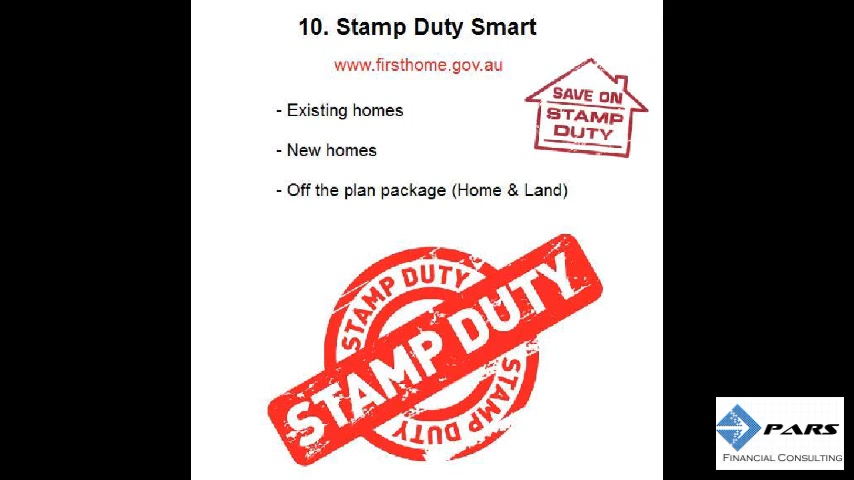 10. Stamp Duty Smart
www.firsthome.gov.au
SAVE ON
STAMP
DUTY
- Existing homes
- New homes
- Off the plan package (Home & Land)
STAMP DUTY
STAMP DUTY
STAMP DUTY
PARS
FINANCIAL CONSULTING